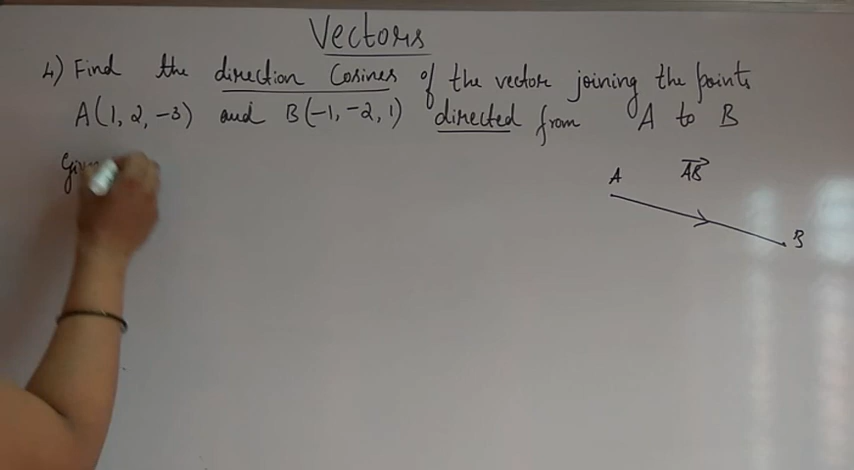 Vectors
4) Find the direction Cosines of the vector joining the points
A(1, 2, -3) and B(-1, -2, 1) directed from A to B
A
AB
B